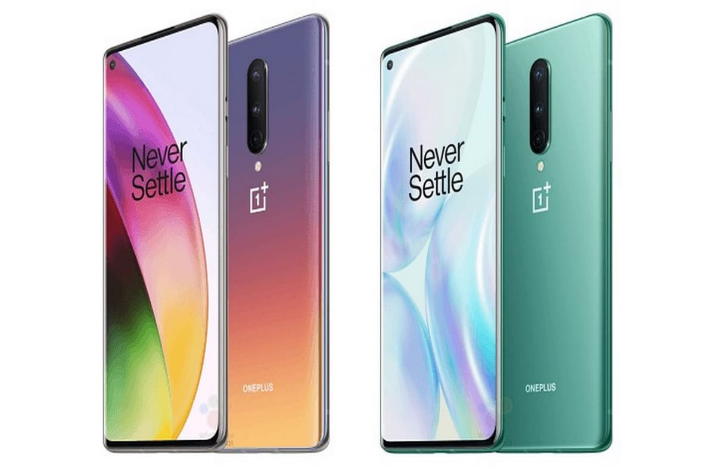 Never
Settle
1+
ONEPLUS
Never
Settle
1+
ONEPLUS